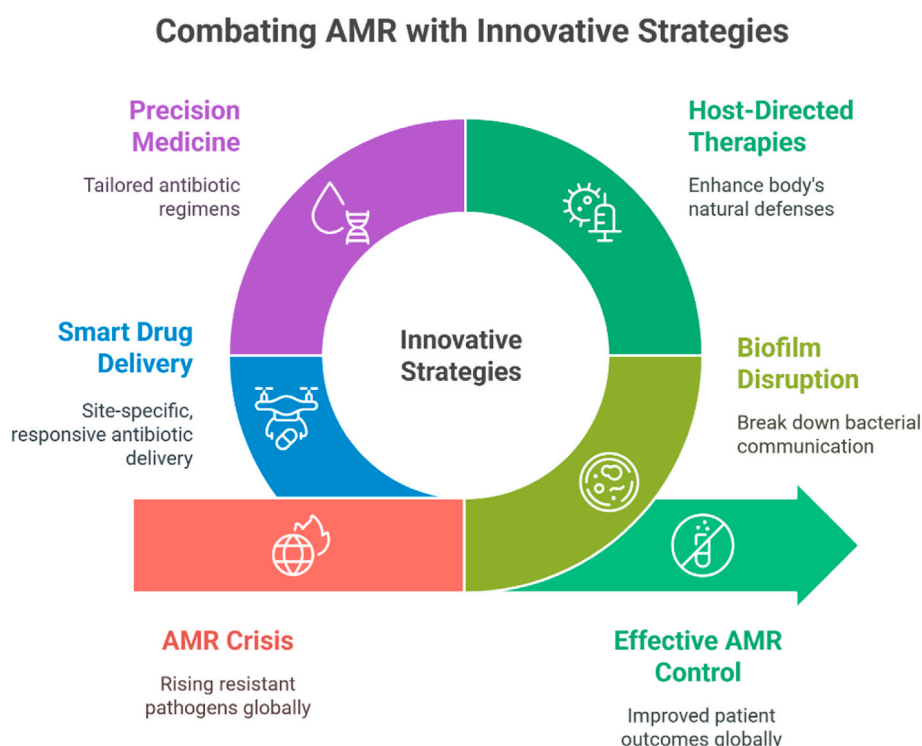 Combating AMR with Innovative Strategies
Precision
Medicine
Tailored antibiotic
regimens
Host-Directed
Therapies
Enhance body's
natural defenses
Smart Drug
Delivery
Site-specific,
responsive antibiotic
delivery
Innovative
Strategies
Biofilm
Disruption
Break down bacterial
communication
AMR Crisis
Rising resistant
pathogens globally
Effective AMR
Control
Improved patient
outcomes globally